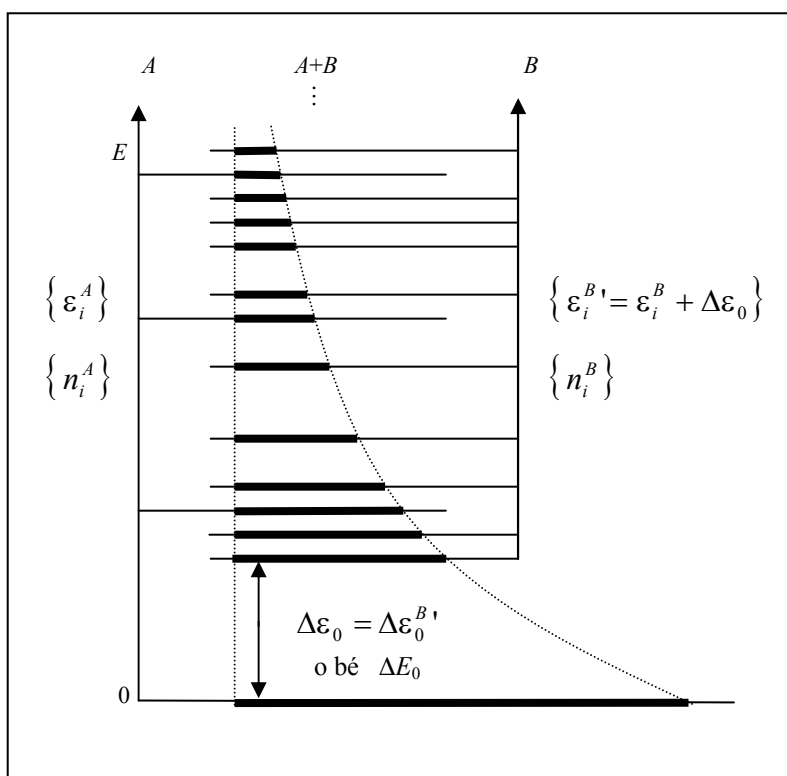 A A+B B
⋮
E
{ ε_i^A } { ε_i^B' = ε_i^B + Δε_0 }
{ n_i^A } { n_i^B }
Δε_0 = Δε_0^B'
o bé ΔE_0
0